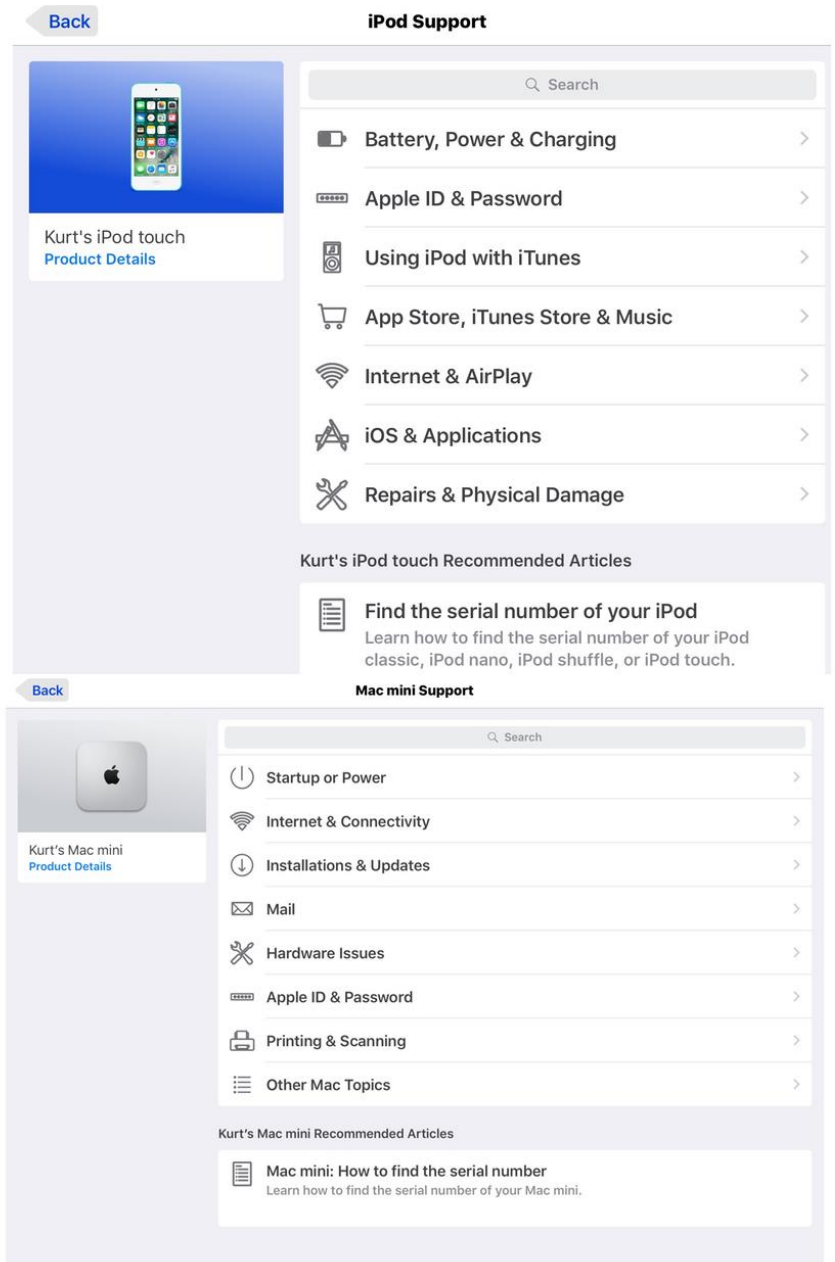 Back
iPod Support
Search
Kurt's iPod touch
Product Details
Battery, Power & Charging
Apple ID & Password
Using iPod with iTunes
App Store, iTunes Store & Music
Internet & AirPlay
iOS & Applications
Repairs & Physical Damage
Kurt's iPod touch Recommended Articles
Find the serial number of your iPod
Learn how to find the serial number of your iPod
classic, iPod nano, iPod shuffle, or iPod touch.
Back
Mac mini Support
Search
Kurt’s Mac mini
Product Details
Startup or Power
Internet & Connectivity
Installations & Updates
Mail
Hardware Issues
Apple ID & Password
Printing & Scanning
Other Mac Topics
Kurt’s Mac mini Recommended Articles
Mac mini: How to find the serial number
Learn how to find the serial number of your Mac mini.